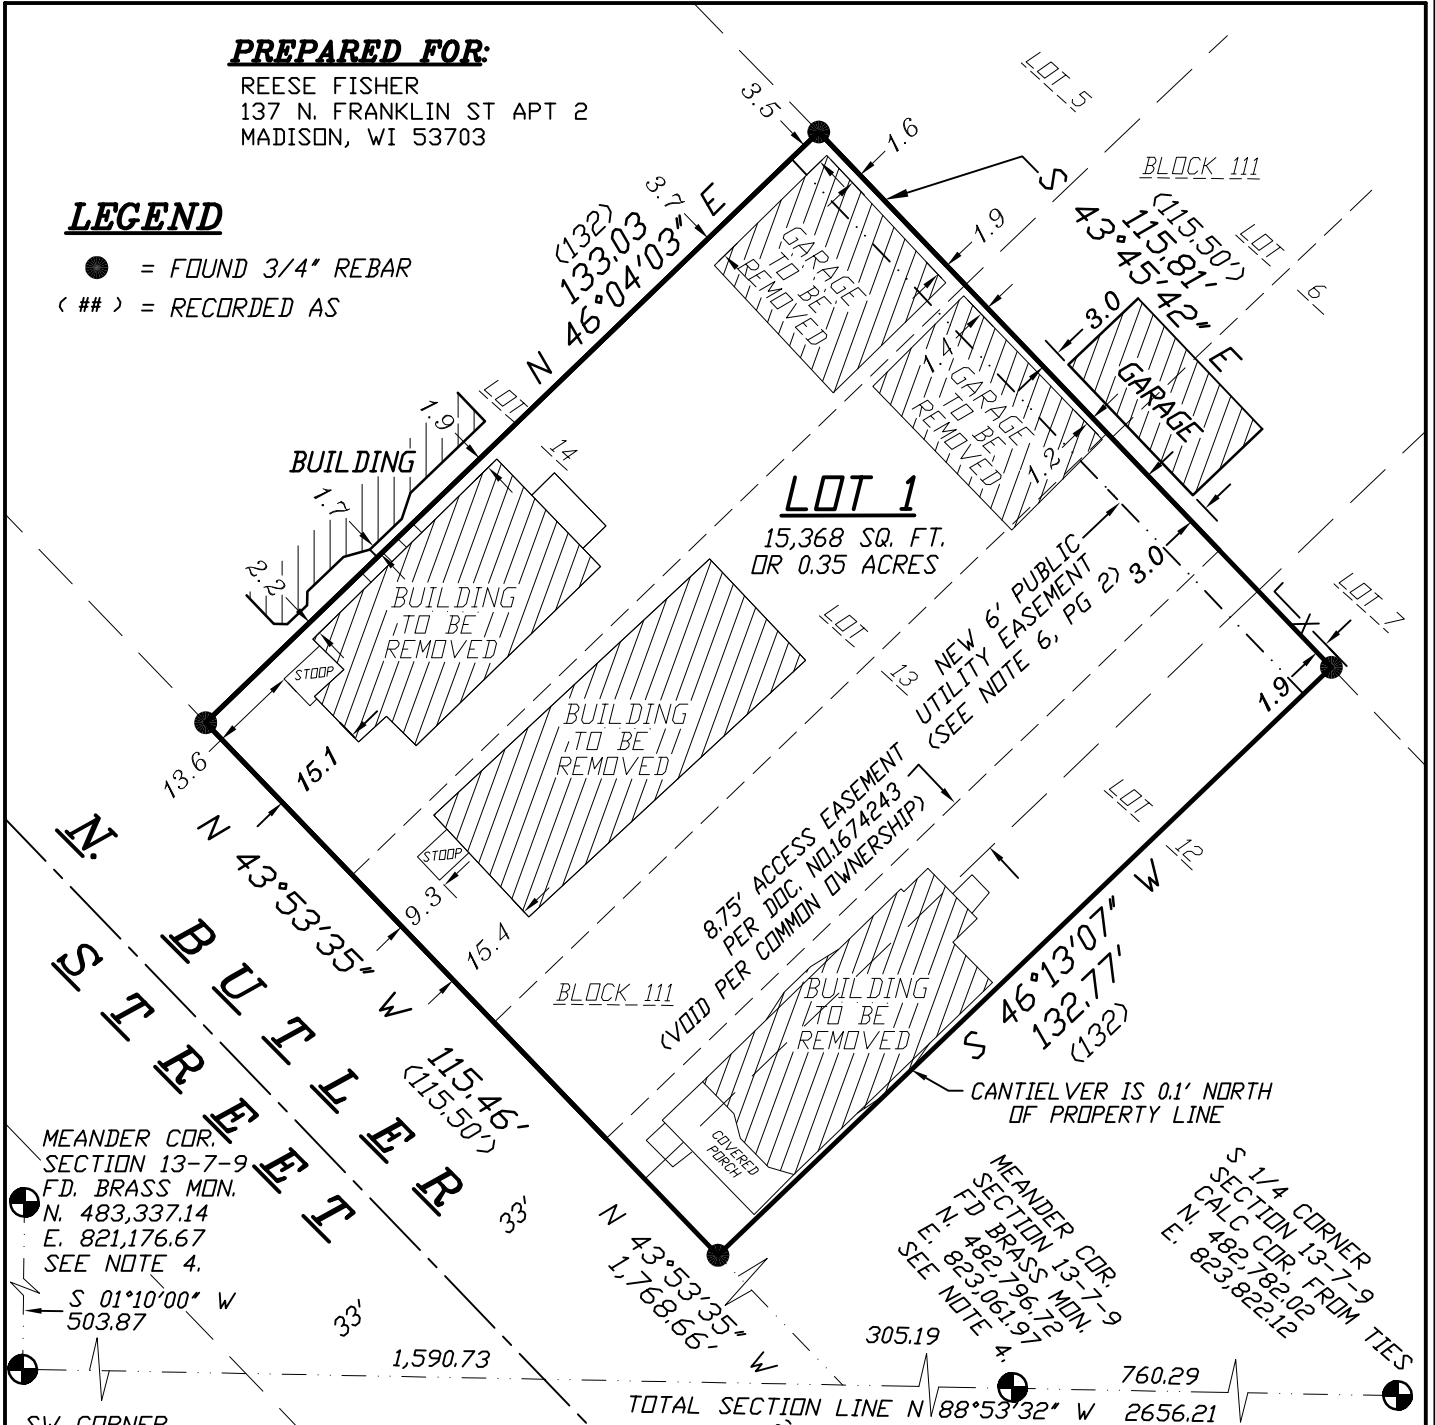 PREPARED FOR:
REESE FISHER
137 N. FRANKLIN ST APT 2
MADISON, WI 53703
LEGEND
= FOUND 3/4" REBAR
( ## ) = RECORDED AS
3.5
1.6
LOT 5
BLOCK 111
S
43°45'42" E
115.81'
(115.50')
LOT
6
3.7
(132)
133.03
N 46°04'03" E
1.9
GARAGE
TO BE
REMOVED
1.4
GARAGE
TO BE
REMOVED
1.2
3.0
GARAGE
LOT
14
1.9
BUILDING
1.7
2.2
LOT 1
15,368 SQ. FT.
OR 0.35 ACRES
BUILDING
TO BE
REMOVED
STOOP
LOT
13
NEW 6' PUBLIC
UTILITY EASEMENT
(SEE NOTE 6, PG 2)
3.0
LOT 7
X
1.9
BUILDING
TO BE
REMOVED
STOOP
13.6
15.1
9.3
15.4
8.75' ACCESS EASEMENT
PER DOC. NO.1674243
(VOID PER COMMON OWNERSHIP)
LOT
12
N. BUTLER
STREET
N 43°53'35" W
115.46'
(115.50')
BLOCK 111
BUILDING
TO BE
REMOVED
COVERED
PORCH
S 46°13'07" W
132.77'
(132)
CANTIELVER IS 0.1' NORTH
OF PROPERTY LINE
MEANDER COR.
SECTION 13-7-9
FD. BRASS MON.
N. 483,337.14
E. 821,176.67
SEE NOTE 4.
S 01°10'00" W
503.87
33'
33'
N 43°53'35" W
1,768.66'
MEANDER COR.
SECTION 13-7-9
FD BRASS MON.
N. 482,796.72
E. 823,061.97
SEE NOTE 4.
S 1/4 CORNER
SECTION 13-7-9
CALC COR. FROM TIES
N. 482,782.02
E. 823,822.12
1,590.73
305.19
760.29
TOTAL SECTION LINE N 88°53'32" W 2656.21
SW CORNER